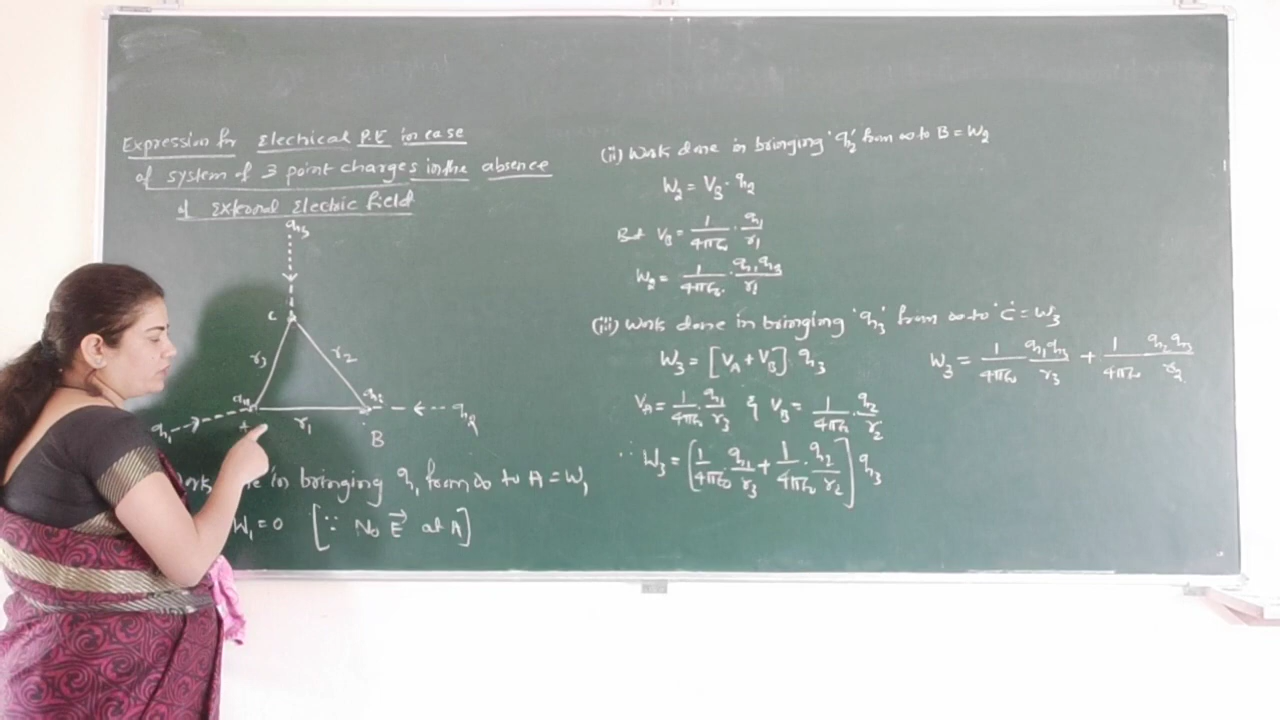 Expression for Electrical P.E in case
of system of 3 point charges in the absence
of External Electric field
q₃
C
r₃ r₂
q₁ q₂
q₁ A r₁ B q₂
in bringing q₁ from ∞ to A = W₁
W₁ = 0 [∵ No E⃗ at A]
(ii) Work done in bringing 'q₂' from ∞ to B = W₂
W₂ = V_B · q₂
But V_B = 1/4πε₀ · q₁/r₁
W₂ = 1/4πε₀ · q₁q₂/r₁
(iii) Work done in bringing 'q₃' from ∞ to 'C' = W₃
W₃ = [V_A + V_B] · q₃
V_A = 1/4πε₀ · q₁/r₃ & V_B = 1/4πε₀ · q₂/r₂
∴ W₃ = [1/4πε₀ · q₁/r₃ + 1/4πε₀ · q₂/r₂] q₃
W₃ = 1/4πε₀ q₁q₃/r₃ + 1/4πε₀ q₂q₃/r₂